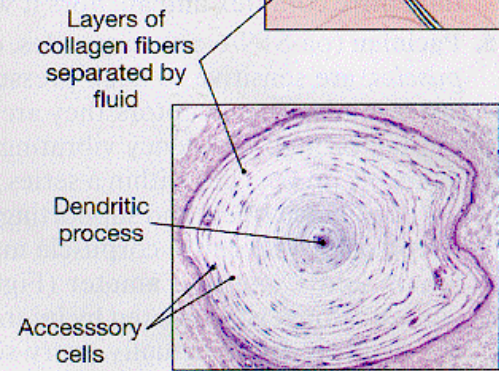 Layers of
collagen fibers
separated by
fluid
Dendritic
process
Accesssory
cells